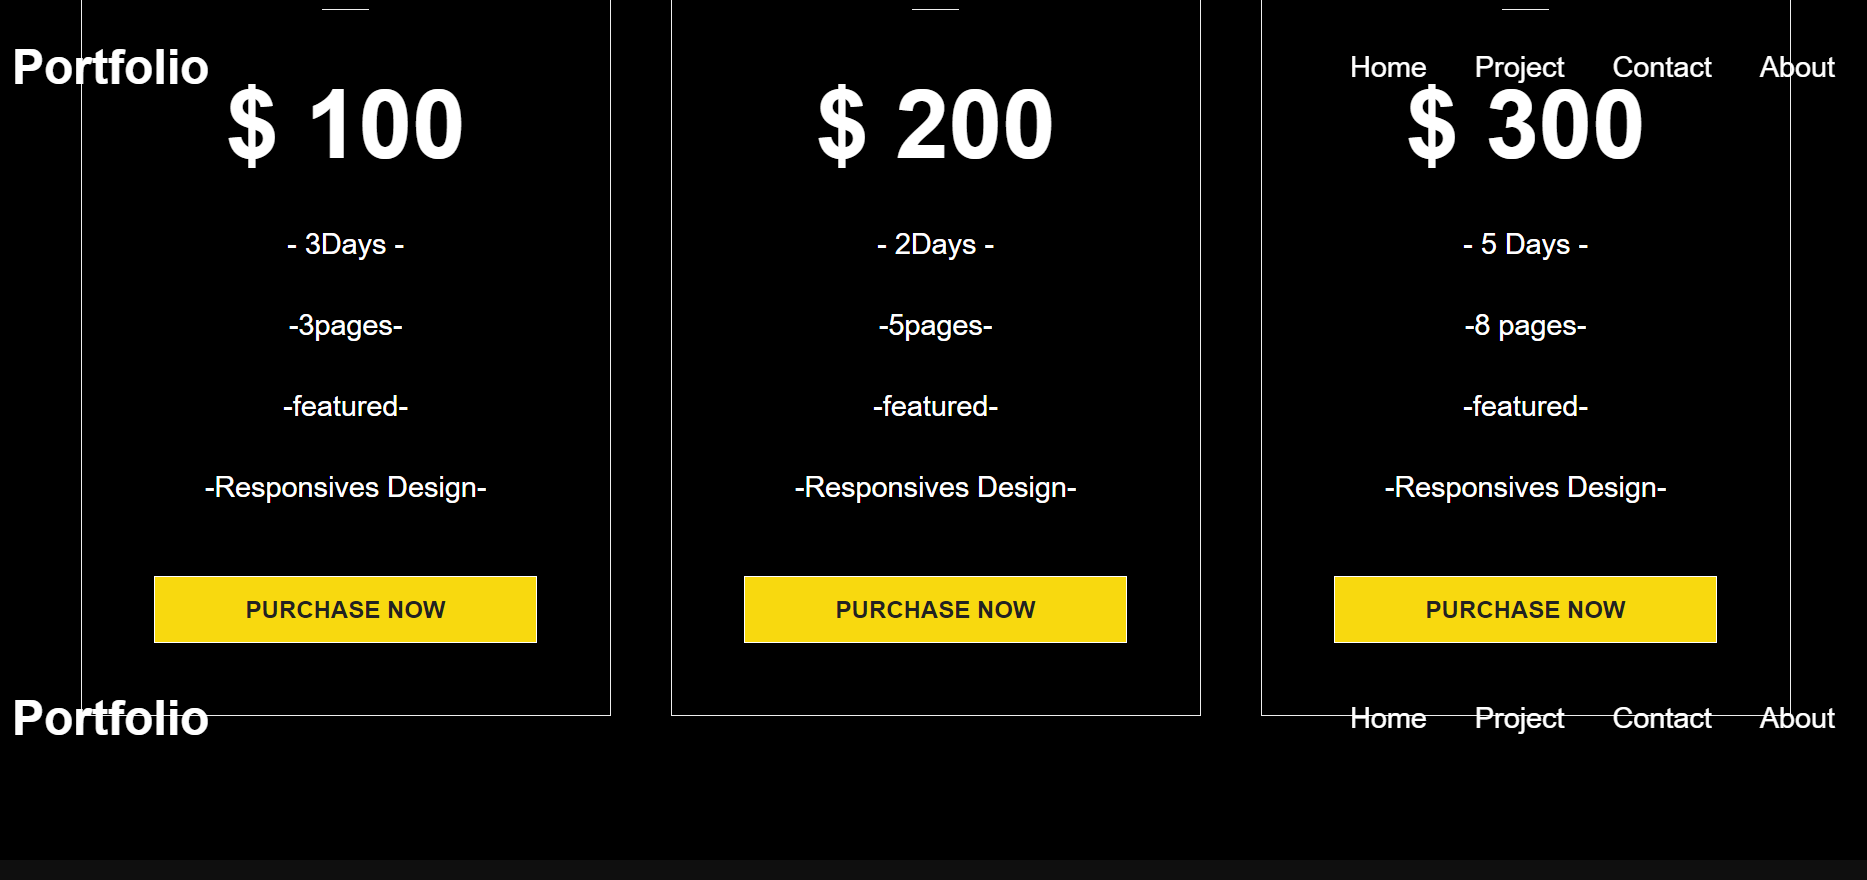 Portfolio Home Project Contact About
$ 100 $ 200 $ 300
- 3Days - - 2Days - - 5 Days -
-3pages- -5pages- -8 pages-
-featured- -featured- -featured-
-Responsives Design- -Responsives Design- -Responsives Design-
PURCHASE NOW PURCHASE NOW PURCHASE NOW
Portfolio Home Project Contact About